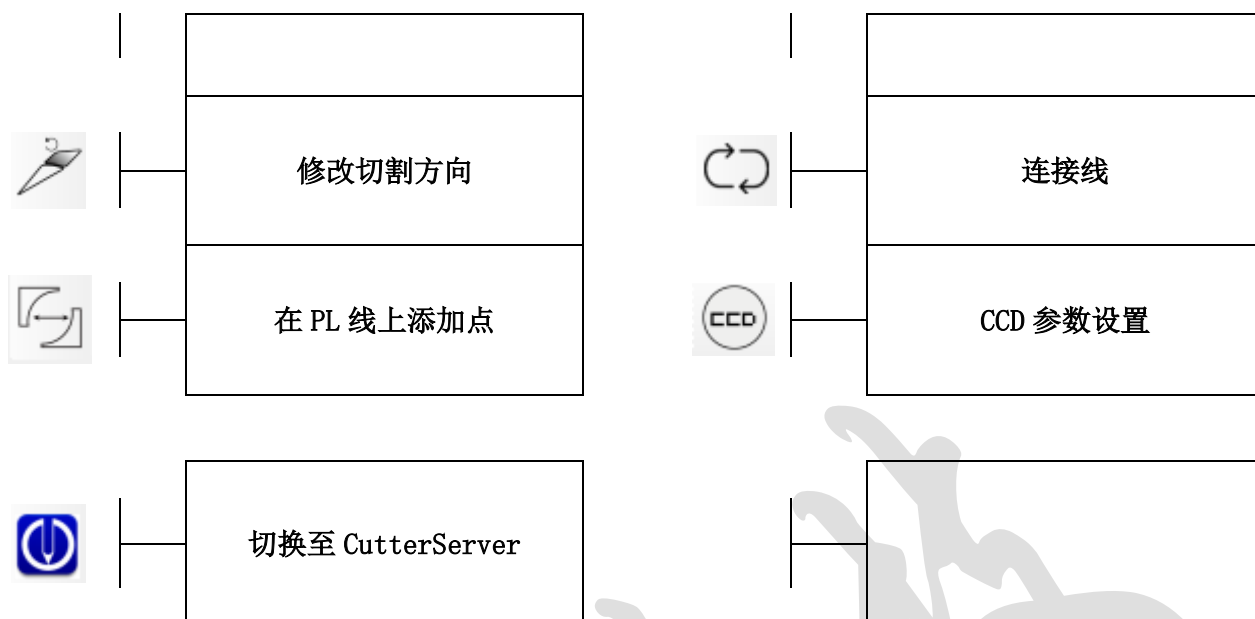 修改切割方向
连接线
在 PL 线上添加点
CCD
CCD 参数设置
切换至 CutterServer